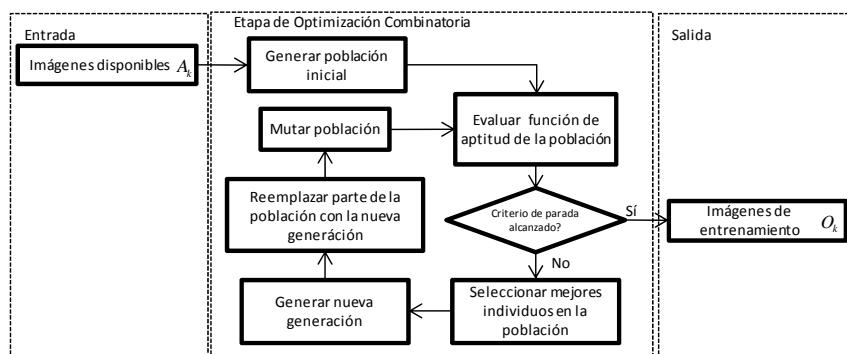 Etapa de Optimización Combinatoria
Entrada
Salida
Imágenes disponibles A_k
Generar población
inicial
Mutar población
Evaluar función de
aptitud de la población
Reemplazar parte de la
población con la nueva
generáción
Criterio de parada
alcanzado?
Sí
Imágenes de
entrenamiento O_k
No
Generar nueva
generación
Seleccionar mejores
individuos en la
población